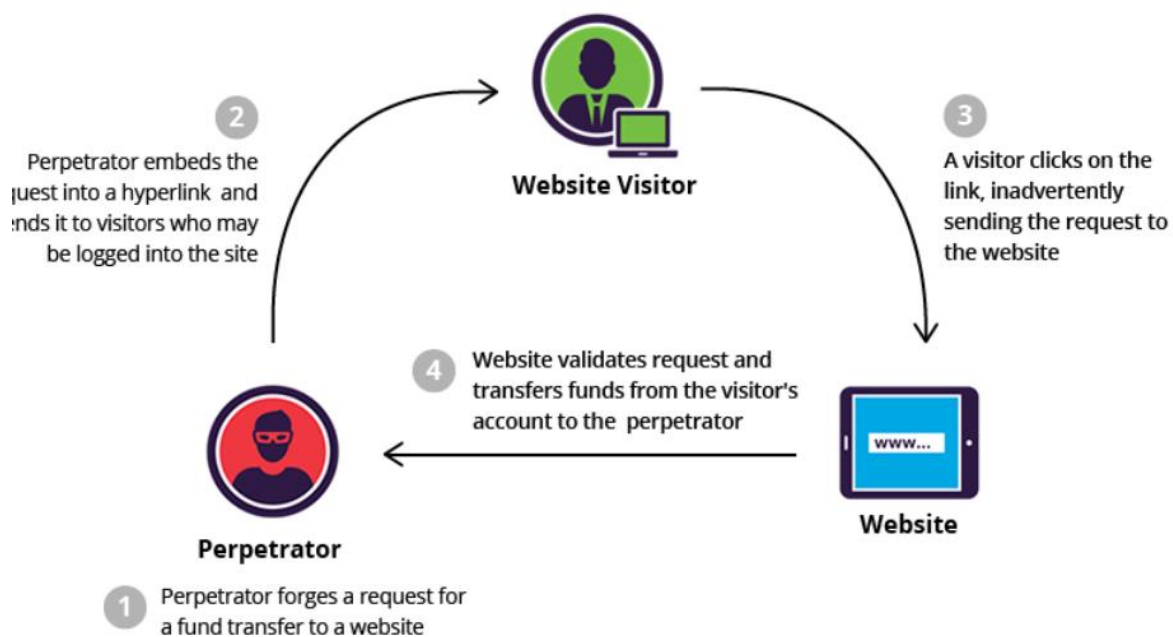 2
Perpetrator embeds the
quest into a hyperlink and
ends it to visitors who may
be logged into the site
Website Visitor
3
A visitor clicks on the
link, inadvertently
sending the request to
the website
4
Website validates request and
transfers funds from the visitor's
account to the perpetrator
www...
Website
Perpetrator
1
Perpetrator forges a request for
a fund transfer to a website